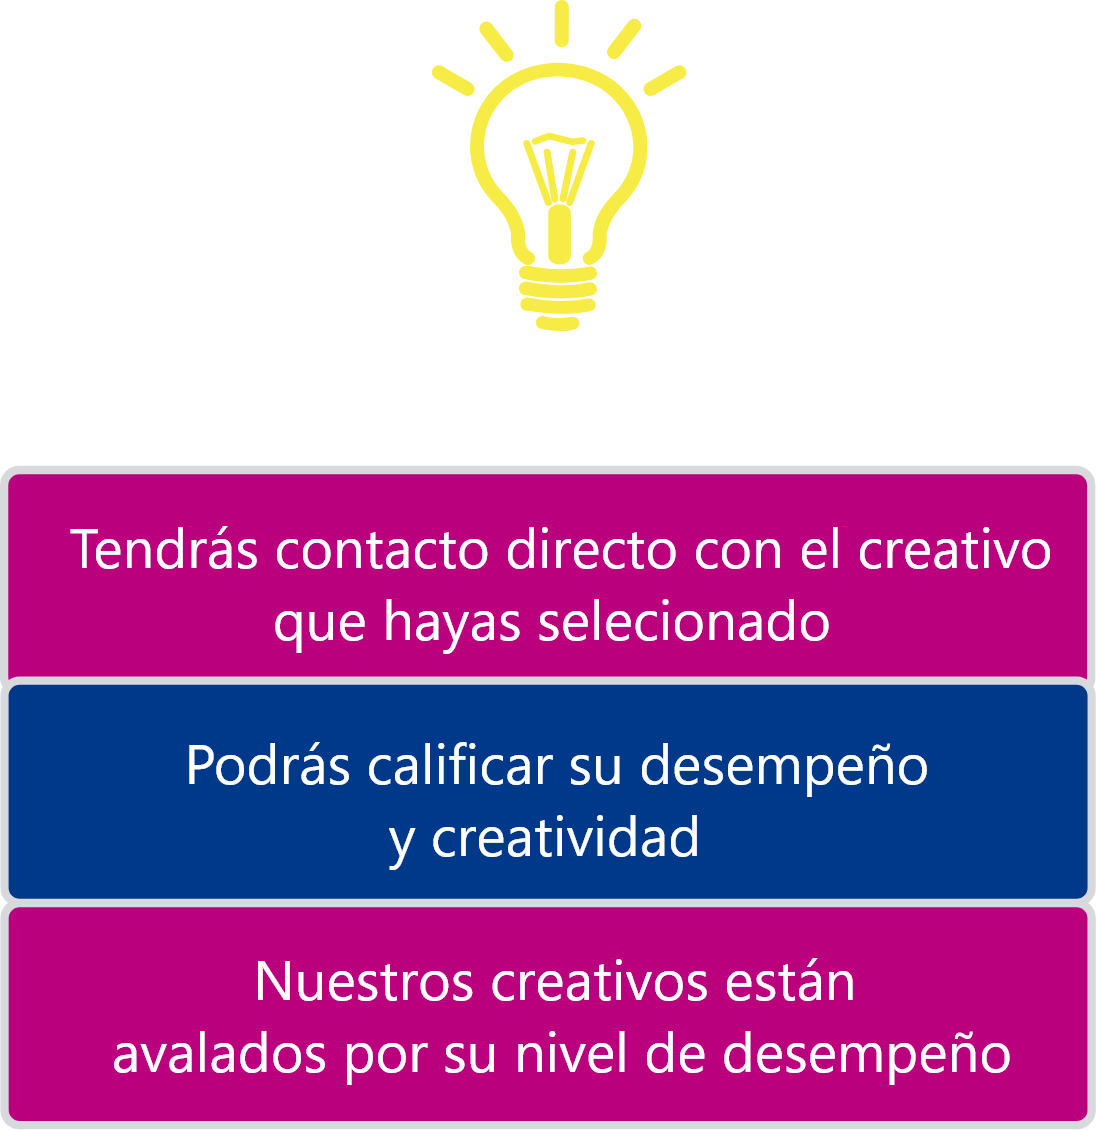 Tendrás contacto directo con el creativo
que hayas selecionado
Podrás calificar su desempeño
y creatividad
Nuestros creativos están
avalados por su nivel de desempeño